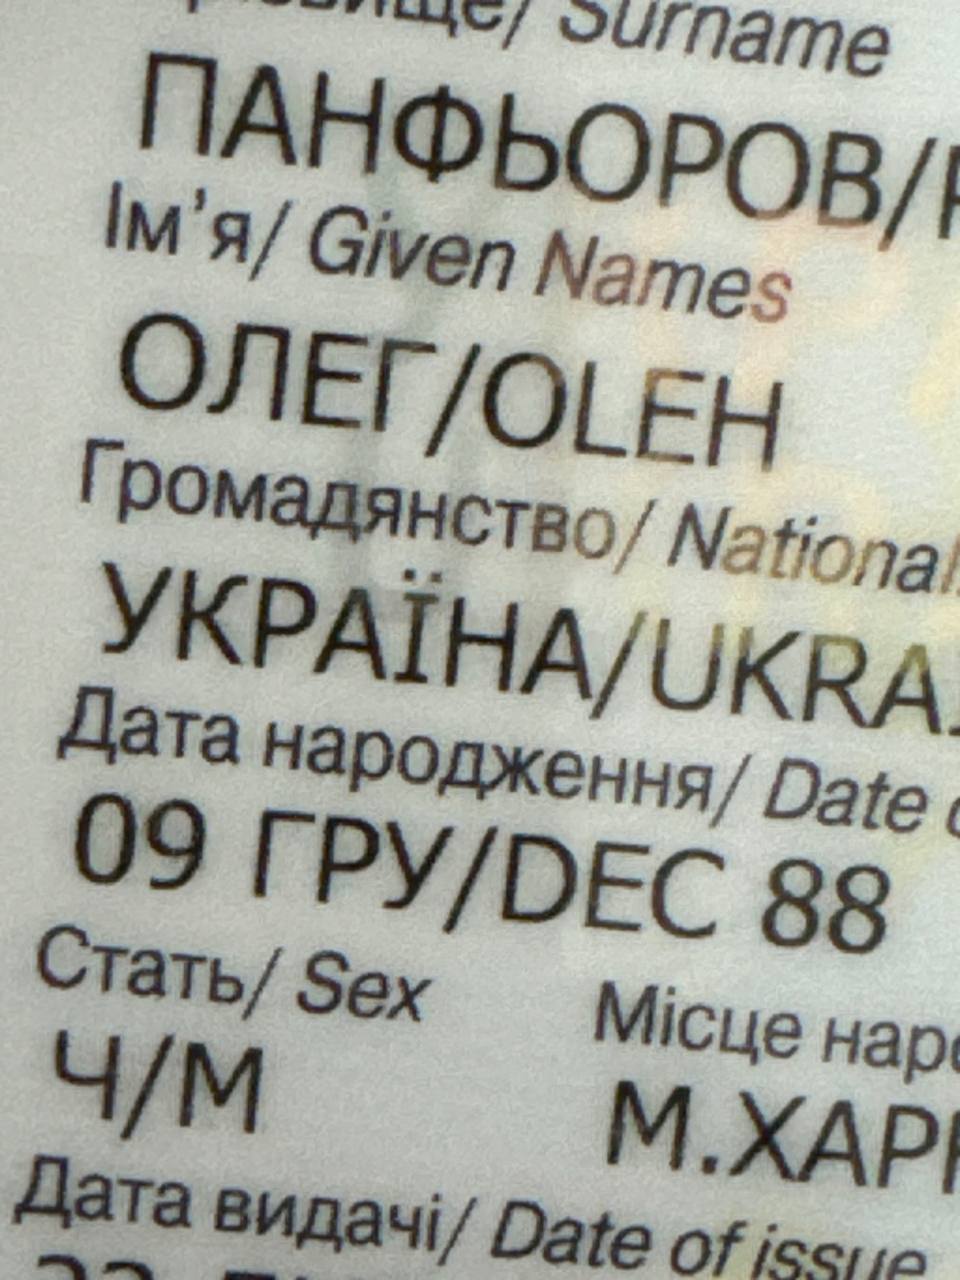 Surname
ПАНФЬОРОВ/
Ім'я/ Given Names
ОЛЕГ/OLEH
Громадянство/
УКРАЇНА/
Дата народження/ Date
09 ГРУ/DEC 88
Стать/ Sex
Місце
Ч/М
Дата видачі/ Date of issue